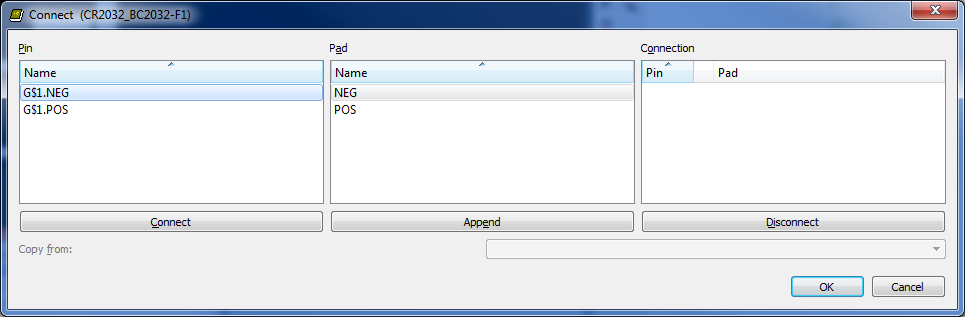 Connect (CR2032_BC2032-F1)
Pin Pad Connection
Name Name Pin Pad
G$1.NEG NEG
G$1.POS POS
Connect Append Disconnect
Copy from:
OK Cancel